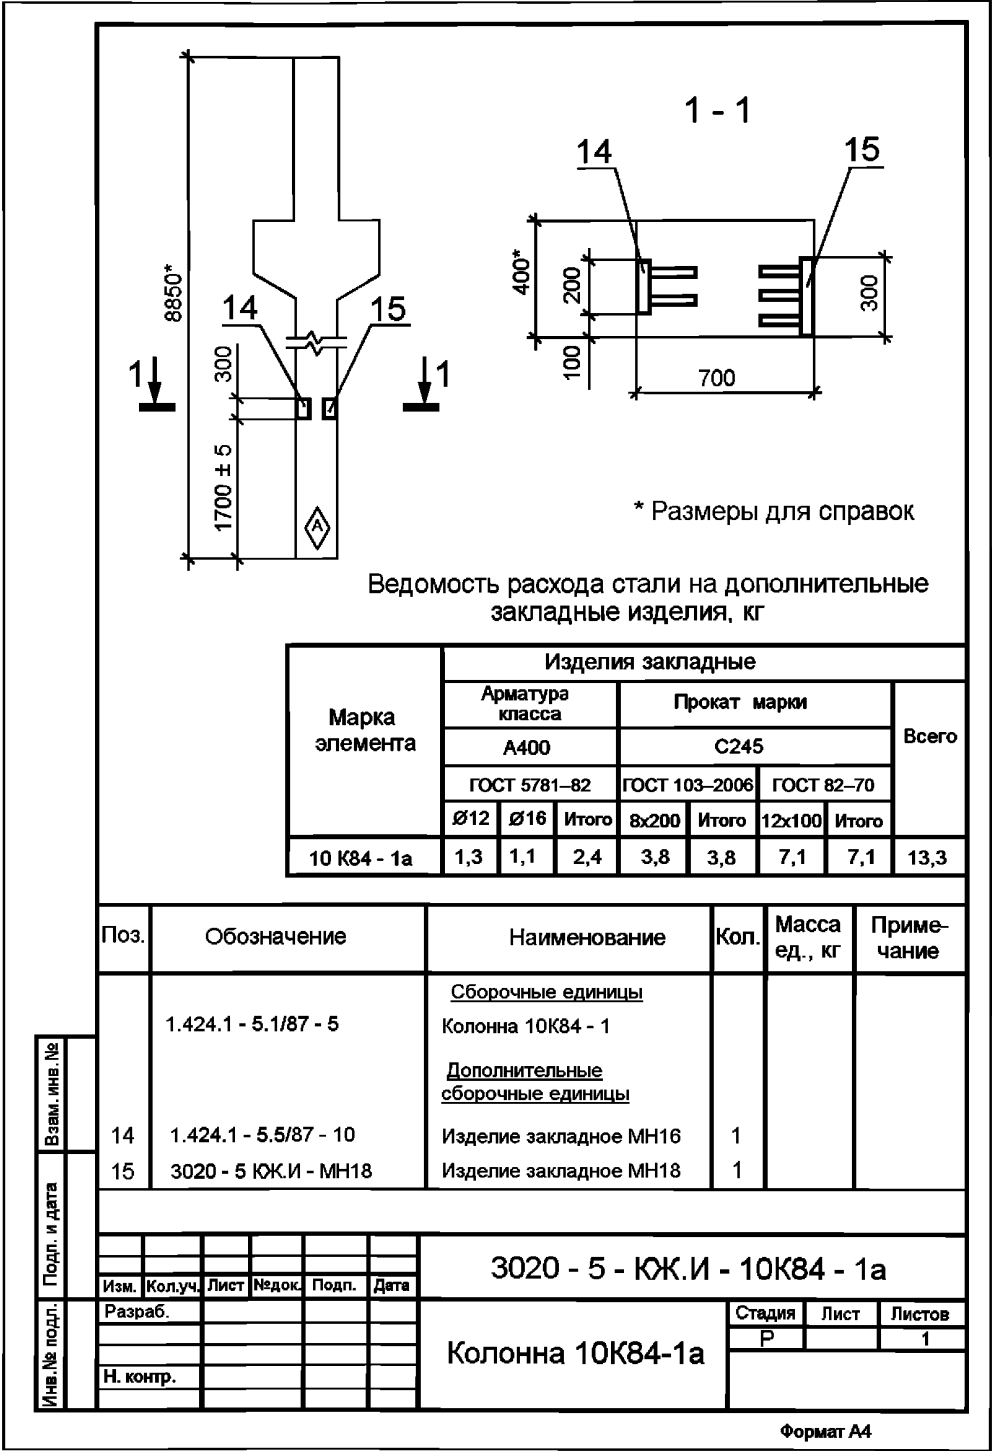 1 - 1
14
15
8850*
14
15
300
1
1
1700 ± 5
А
400*
200
100
300
700
* Размеры для справок
Ведомость расхода стали на дополнительные
закладные изделия, кг
Марка
элемента
Изделия закладные
Арматура
класса
Прокат марки
Всего
А400
С245
ГОСТ 5781–82
ГОСТ 103–2006
ГОСТ 82–70
Ø12
Ø16
Итого
8х200
Итого
12х100
Итого
10 К84 - 1а
1,3
1,1
2,4
3,8
3,8
7,1
7,1
13,3
Поз.
Обозначение
Наименование
Кол.
Масса
ед., кг
Приме-
чание
Сборочные единицы
1.424.1 - 5.1/87 - 5
Колонна 10К84 - 1
Дополнительные
сборочные единицы
14
1.424.1 - 5.5/87 - 10
Изделие закладное МН16
1
15
3020 - 5 КЖ.И - МН18
Изделие закладное МН18
1
Взам. инв.№
Подп. и дата
Инв.№ подл.
Изм.
Кол.уч.
Лист
№док.
Подп.
Дата
3020 - 5 - КЖ.И - 10К84 - 1а
Разраб.
Н. контр.
Колонна 10К84-1а
Стадия
Лист
Листов
Р
1
Формат А4